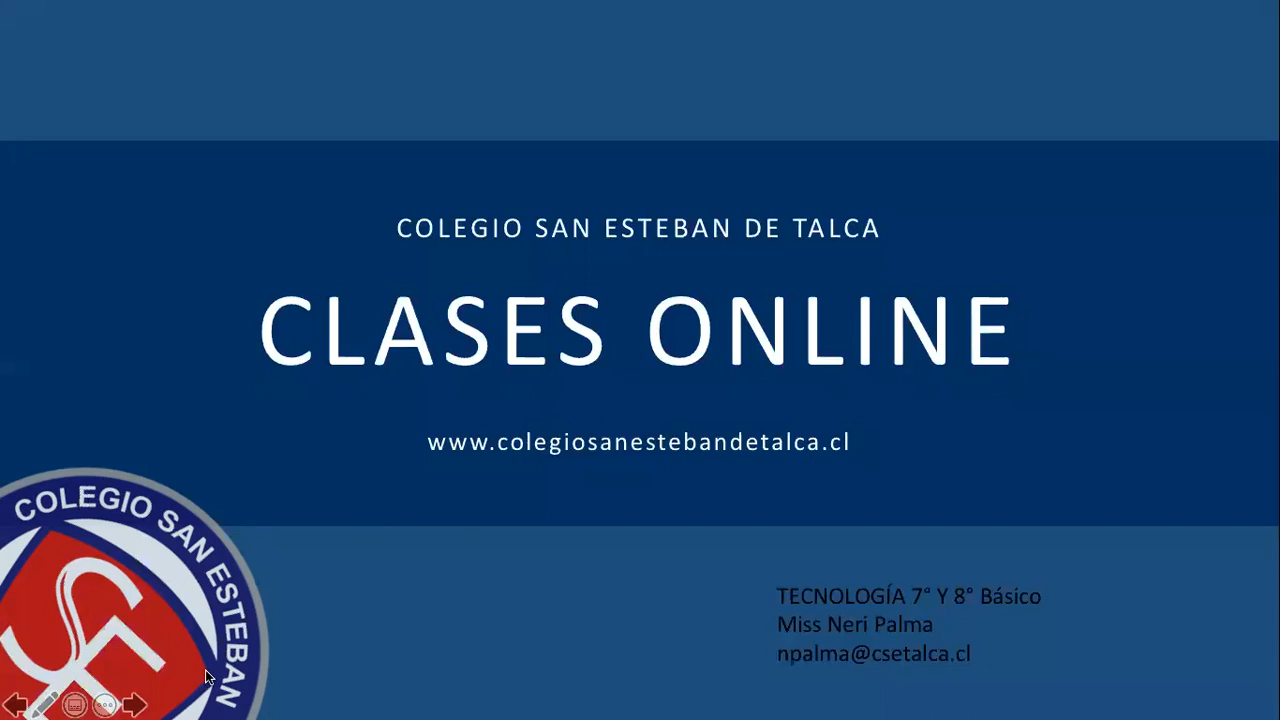 COLEGIO SAN ESTEBAN DE TALCA
CLASES ONLINE
www.colegiosanestebandetalca.cl
COLEGIO SAN ESTEBAN
TECNOLOGÍA 7° Y 8° Básico
Miss Neri Palma
npalma@csetalca.cl